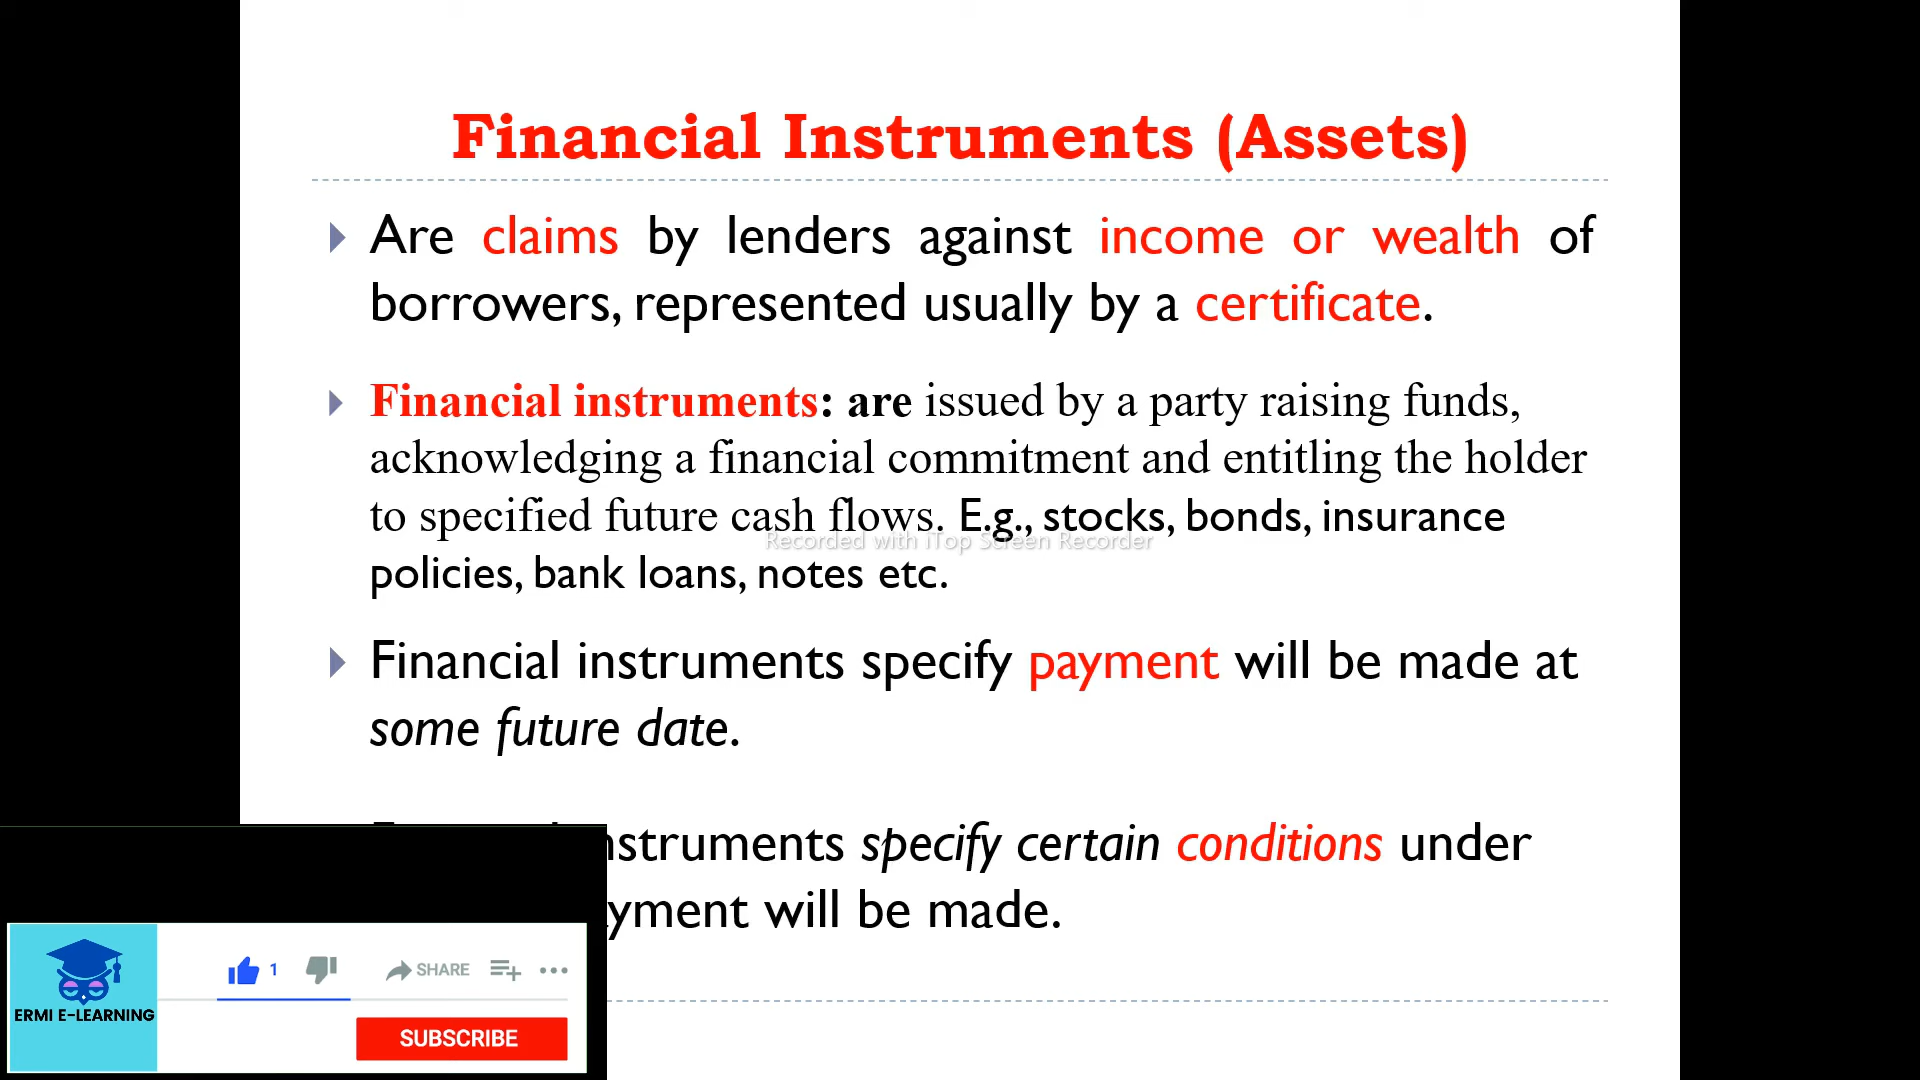 Financial Instruments (Assets)
Are claims by lenders against income or wealth of
borrowers, represented usually by a certificate.
Financial instruments: are issued by a party raising funds,
acknowledging a financial commitment and entitling the holder
to specified future cash flows. E.g., stocks, bonds, insurance
Recorded with iTop Screen Recorder
policies, bank loans, notes etc.
Financial instruments specify payment will be made at
some future date.
nstruments specify certain conditions under
yment will be made.
1 SHARE
ERMI E-LEARNING
SUBSCRIBE